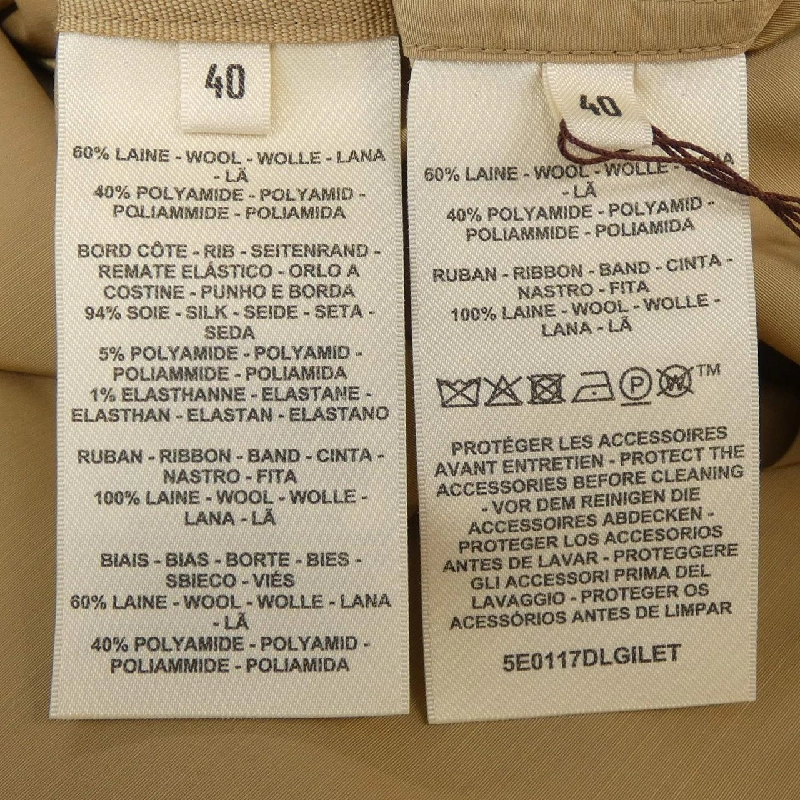 40
60% LAINE - WOOL - WOLLE - LANA
- LÃ
40% POLYAMIDE - POLYAMID -
POLIAMMIDE - POLIAMIDA
BORD CÔTE - RIB - SEITENRAND -
REMATE ELÁSTICO - ORLO A
COSTINE - PUNHO E BORDA
94% SOIE - SILK - SEIDE - SETA -
SEDA
5% POLYAMIDE - POLYAMID -
POLIAMMIDE - POLIAMIDA
1% ELASTHANNE - ELASTANE -
ELASTHAN - ELASTAN - ELASTANO
RUBAN - RIBBON - BAND - CINTA -
NASTRO - FITA
100% LAINE - WOOL - WOLLE -
LANA - LÃ
BIAIS - BIAS - BORTE - BIES -
SBIECO - VIÉS
60% LAINE - WOOL - WOLLE - LANA
- LÃ
40% POLYAMIDE - POLYAMID -
POLIAMMIDE - POLIAMIDA
40
60% LAINE - WOOL - WOLLE - LANA
- LÃ
40% POLYAMIDE - POLYAMID -
POLIAMMIDE - POLIAMIDA
RUBAN - RIBBON - BAND - CINTA -
NASTRO - FITA
100% LAINE - WOOL - WOLLE -
LANA - LÃ
P W TM
PROTÉGER LES ACCESSOIRES
AVANT ENTRETIEN - PROTECT THE
ACCESSORIES BEFORE CLEANING
- VOR DEM REINIGEN DIE
ACCESSOIRES ABDECKEN -
PROTEGER LOS ACCESORIOS
ANTES DE LAVAR - PROTEGGERE
GLI ACCESSORI PRIMA DEL
LAVAGGIO - PROTEGER OS
ACESSÓRIOS ANTES DE LIMPAR
5E0117DLGILET